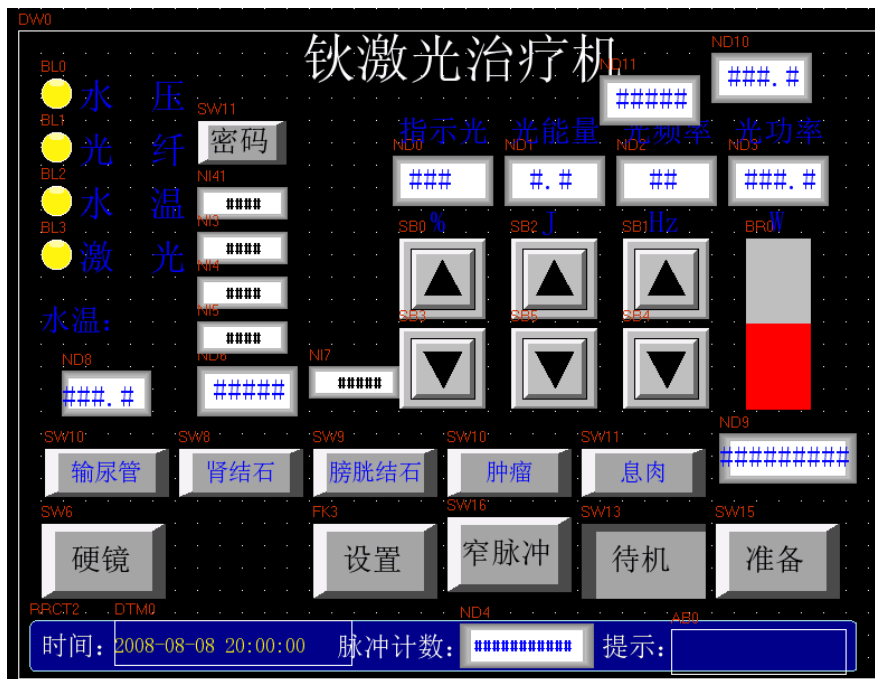 DW0
钬激光治疗机
ND10
###.#
ND11
#####
BL0
水 压
BL1
光 纤
BL2
水 温
BL3
激 光
SW11
密码
NI41
####
NI3
####
NI4
####
NI5
####
指示光 光能量 光频率 光功率
ND0 ND1 ND2 ND3
### #.# ## ###.#
% J Hz W
SB0 SB2 SB1 BR0
SB3 SB5 SB4
水温:
ND8
###.#
ND6
#####
NI7
#####
ND9
#########
SW10 SW8 SW9 SW10 SW11
输尿管 肾结石 膀胱结石 肿瘤 息肉
SW6 FK3 SW16 SW13 SW15
硬镜 设置 窄脉冲 待机 准备
RRCT2 DTM0 ND4 AB0
时间: 2008-08-08 20:00:00 脉冲计数: ########### 提示: